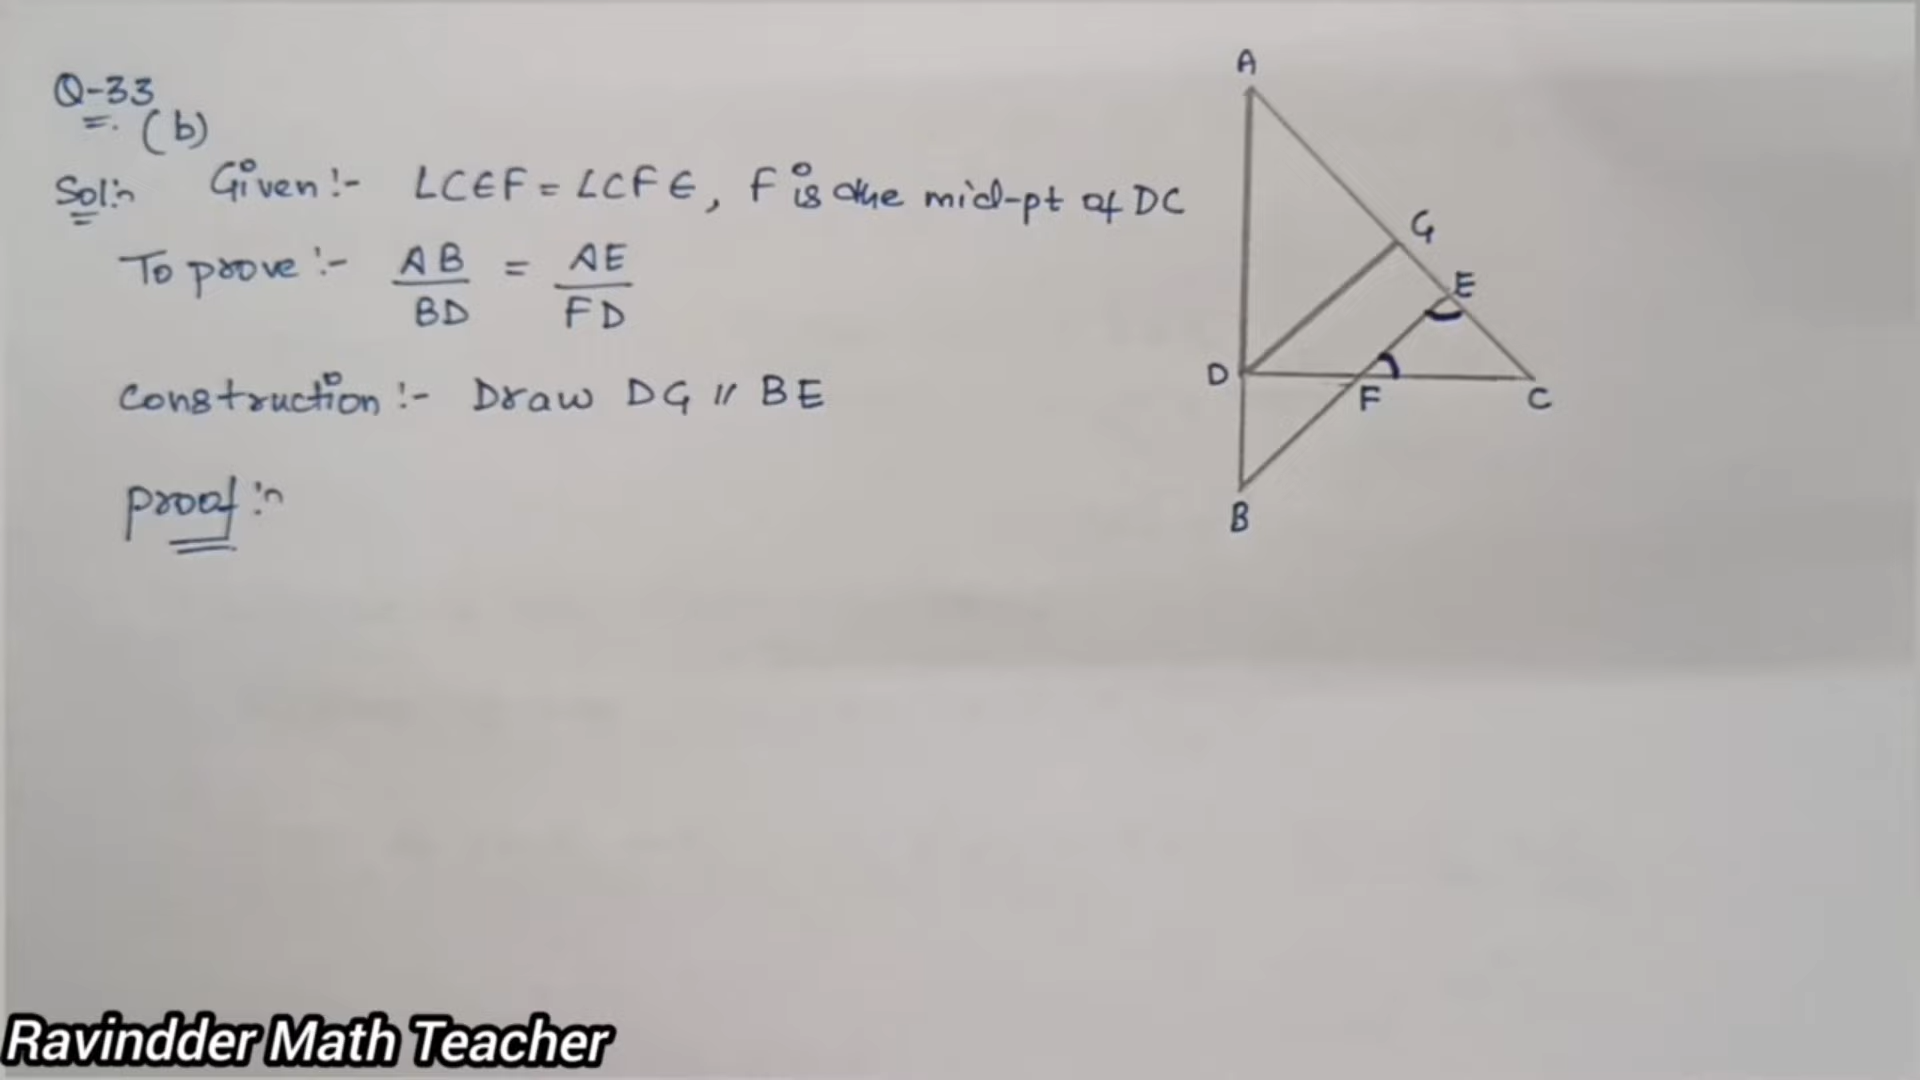 Q-33
(b)
Sol:n Given :- ∠CEF = ∠CFE, F is the mid-pt of DC
To prove :- AB/BD = AE/FD
Construction :- Draw DG || BE
Proof :n
A
G
E
D
F
C
B
Ravindder Math Teacher